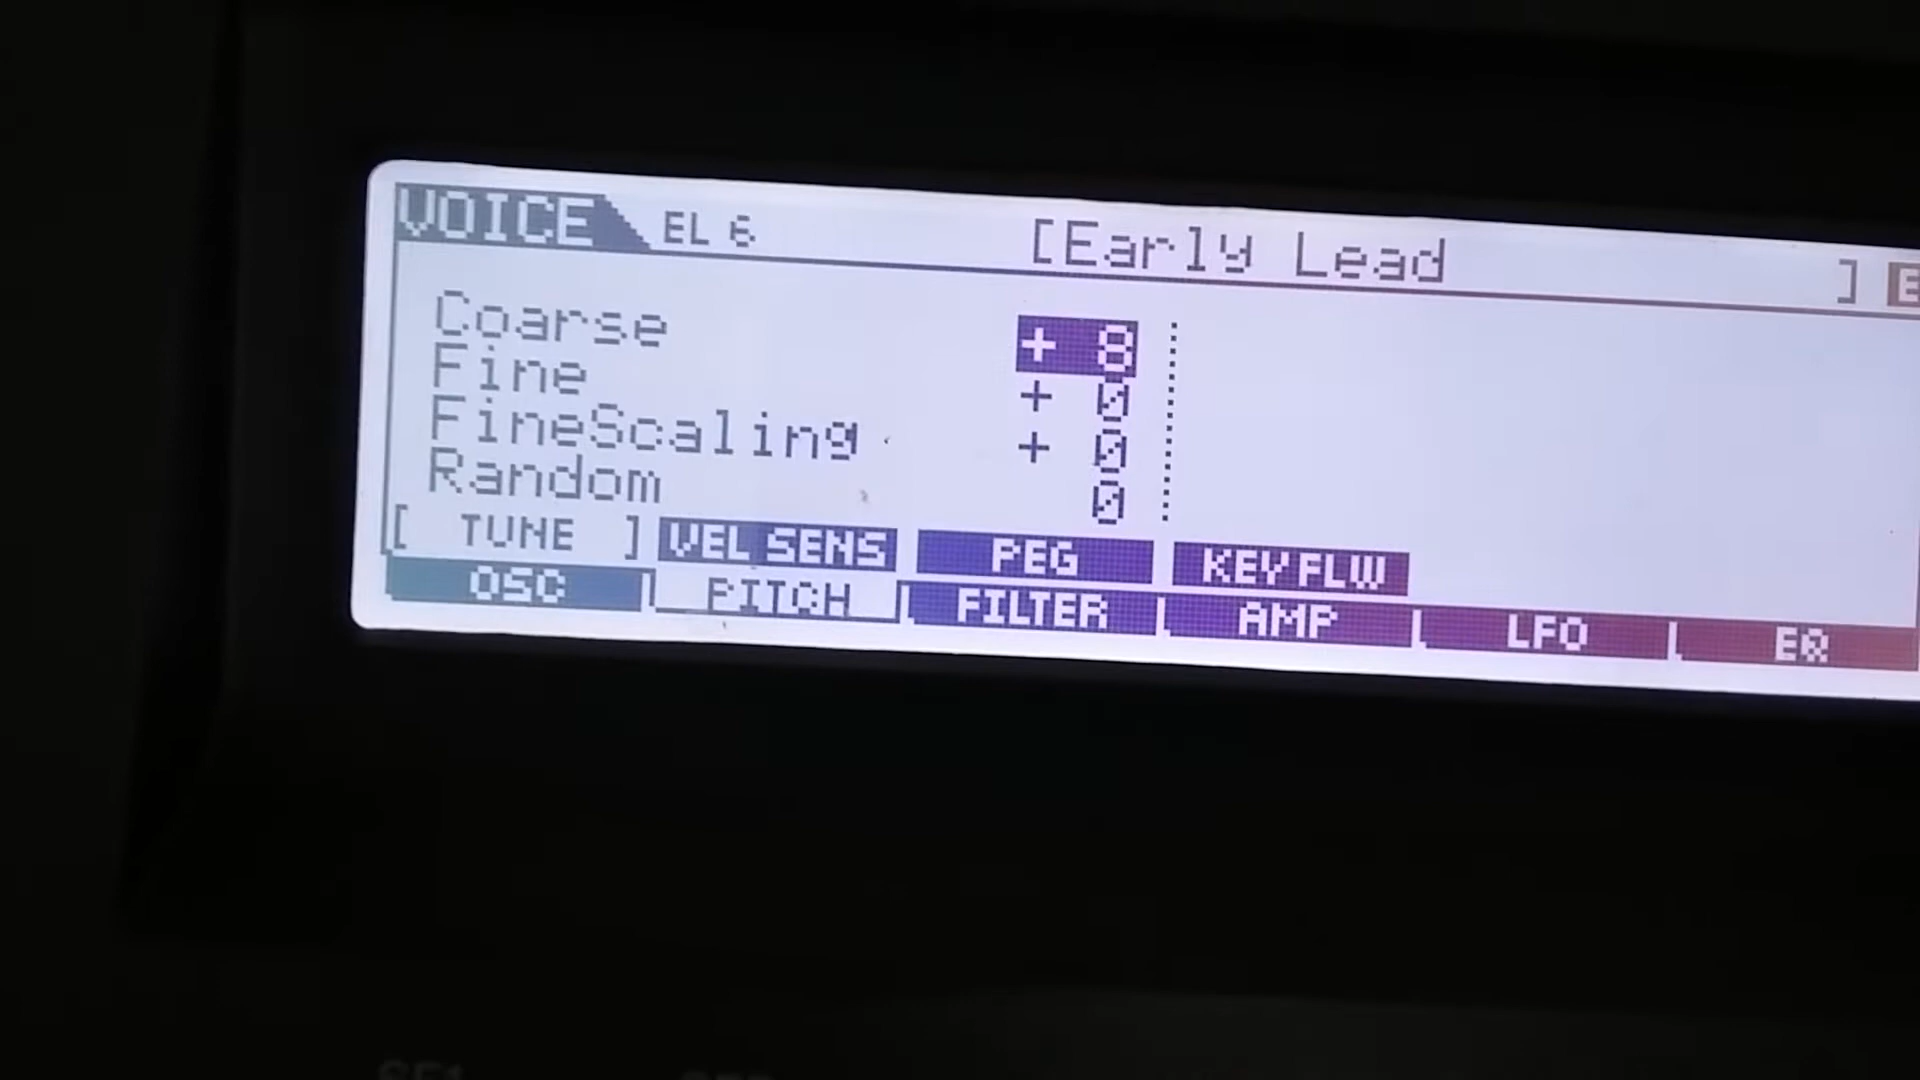 VOICE EL 6 [Early Lead ] E
Coarse + 8
Fine + 0
FineScaling + 0
Random 0
[ TUNE ] VEL SENS PEG KEY FLW
OSC PITCH FILTER AMP LFO EQ